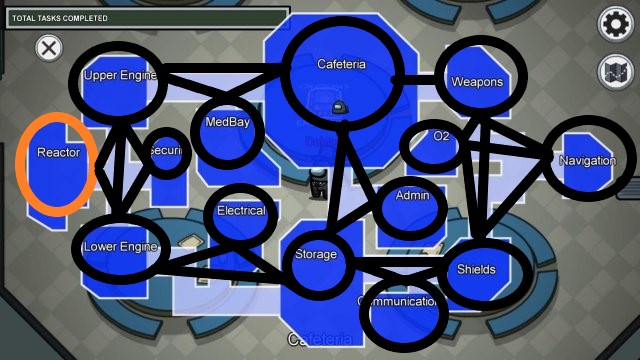 TOTAL TASKS COMPLETED
Upper Engine
Cafeteria
Weapons
MedBay
O2
Reactor
Securi
Navigation
Admin
Electrical
Lower Engine
Storage
Shields
Communication
Cafeteria